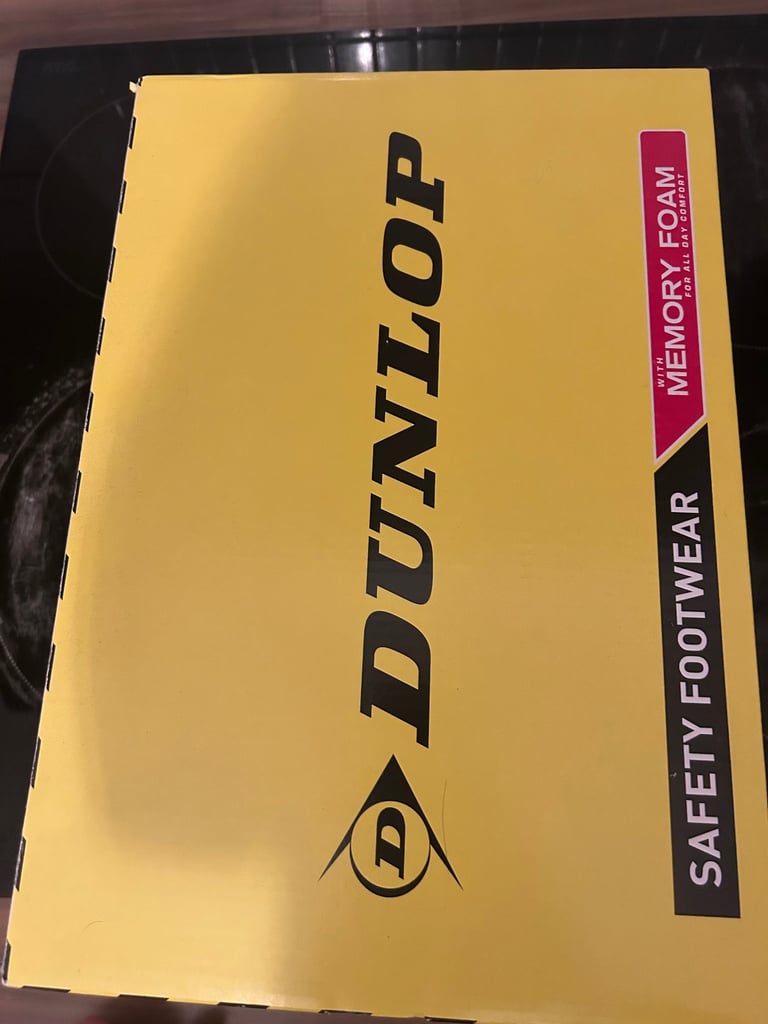 D DUNLOP
SAFETY FOOTWEAR
WITH
MEMORY FOAM
FOR ALL DAY COMFORT